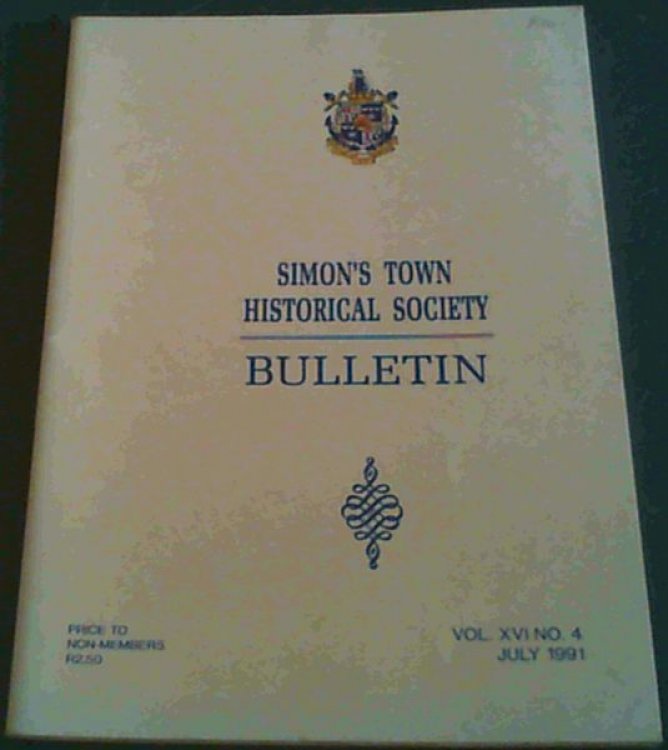 SIMON'S TOWN
HISTORICAL SOCIETY
BULLETIN
PRICE TO
NON-MEMBERS
R2,50
VOL. XVI NO. 4
JULY 1991